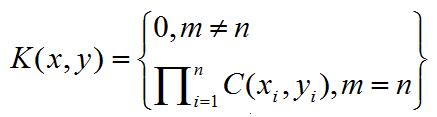 K(x, y) = { 0, m ≠ n
∏ⁿᵢ₌₁ C(xᵢ, yᵢ), m = n }